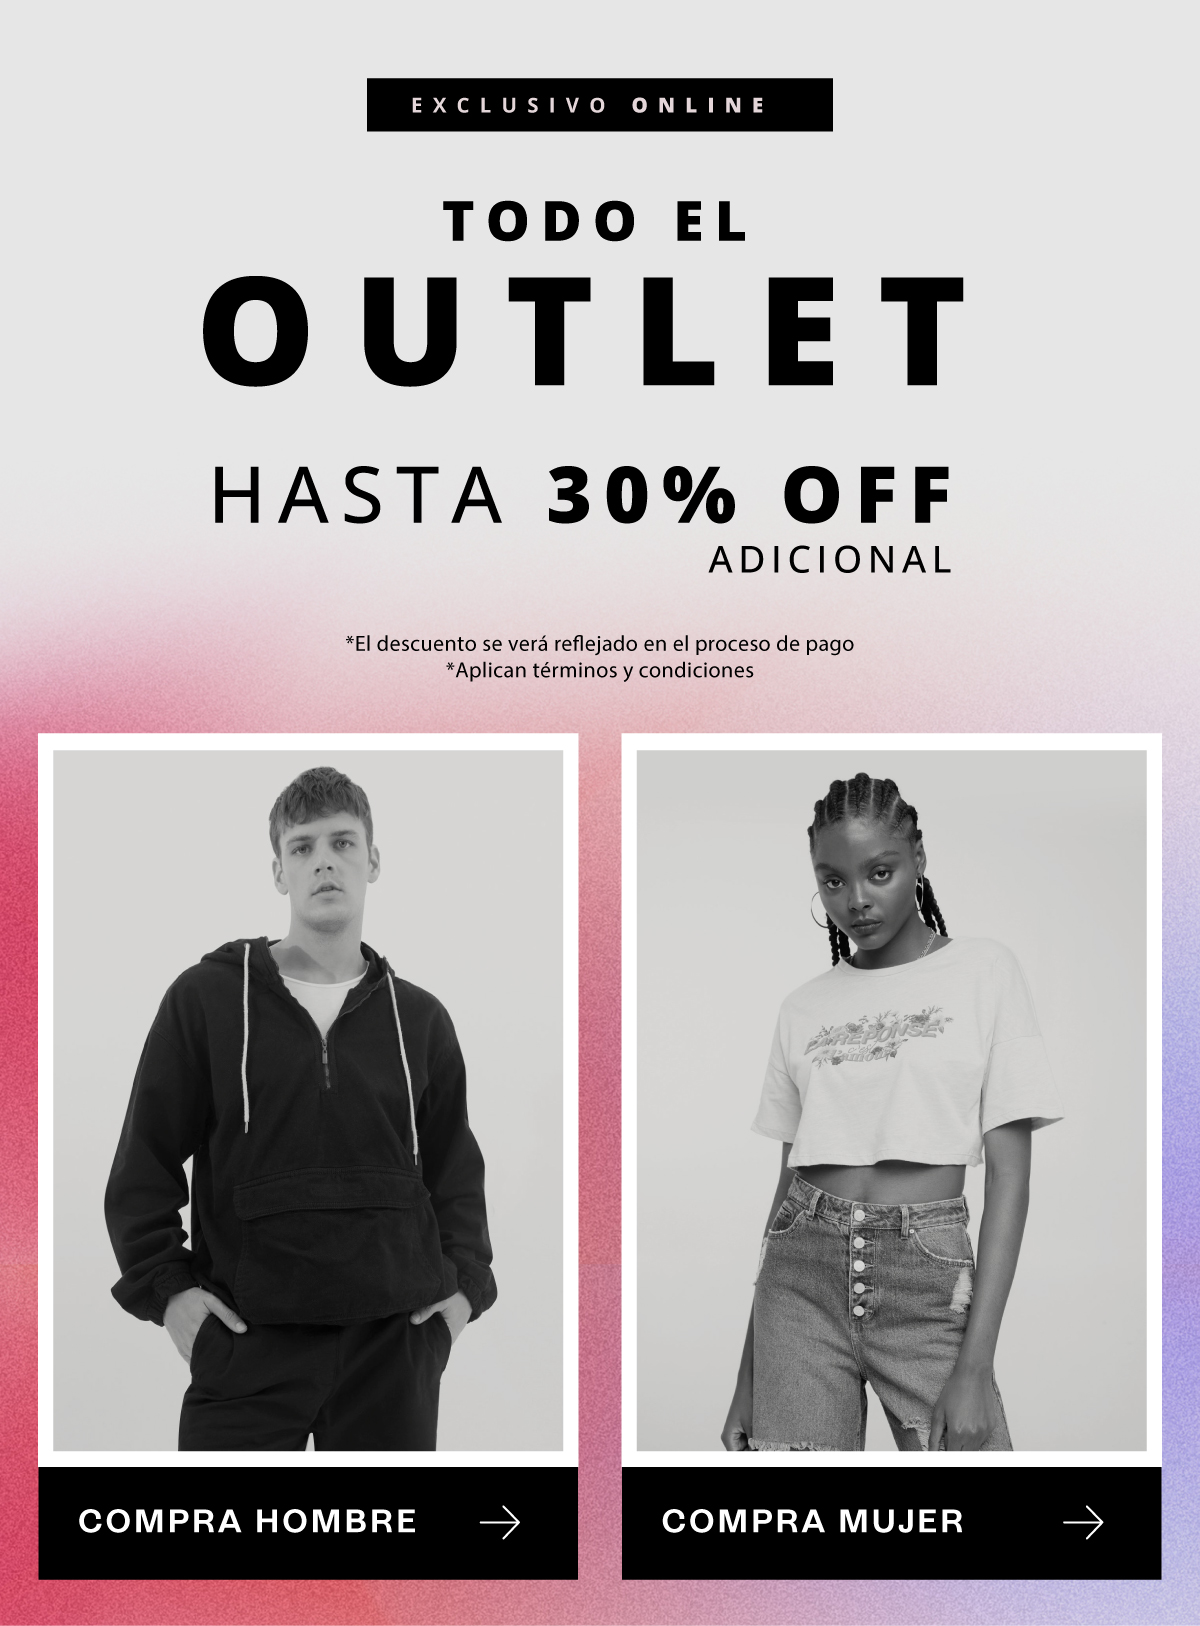 EXCLUSIVO ONLINE
TODO EL
OUTLET
HASTA 30% OFF
ADICIONAL
*El descuento se verá reflejado en el proceso de pago
*Aplican términos y condiciones
COMPRA HOMBRE
COMPRA MUJER